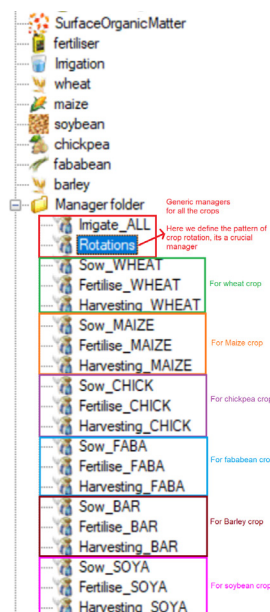 SurfaceOrganicMatter
fertiliser
Irrigation
wheat
maize
soybean
chickpea
fababean
barley
Manager folder
Generic managers
for all the crops
Irrigate_ALL
Rotations
Here we define the pattern of
crop rotation, its a crucial
manager
Sow_WHEAT
Fertilise_WHEAT
For wheat crop
Harvesting_WHEAT
Sow_MAIZE
Fertilise_MAIZE
For Maize crop
Harvesting_MAIZE
Sow_CHICK
Fertilise_CHICK
For chickpea crop
Harvesting_CHICK
Sow_FABA
Fertilise_FABA
For fababean cro
Harvesting_FABA
Sow_BAR
Fertilise_BAR
For Barley crop
Harvesting_BAR
Sow_SOYA
Fertilise_SOYA
For soybean crop
Harvesting_SOYA